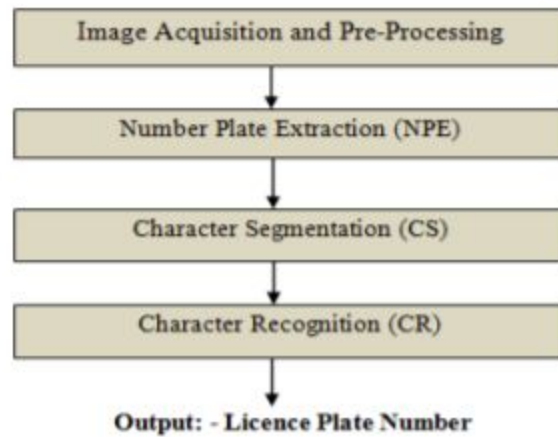 Image Acquisition and Pre-Processing
Number Plate Extraction (NPE)
Character Segmentation (CS)
Character Recognition (CR)
Output: - Licence Plate Number